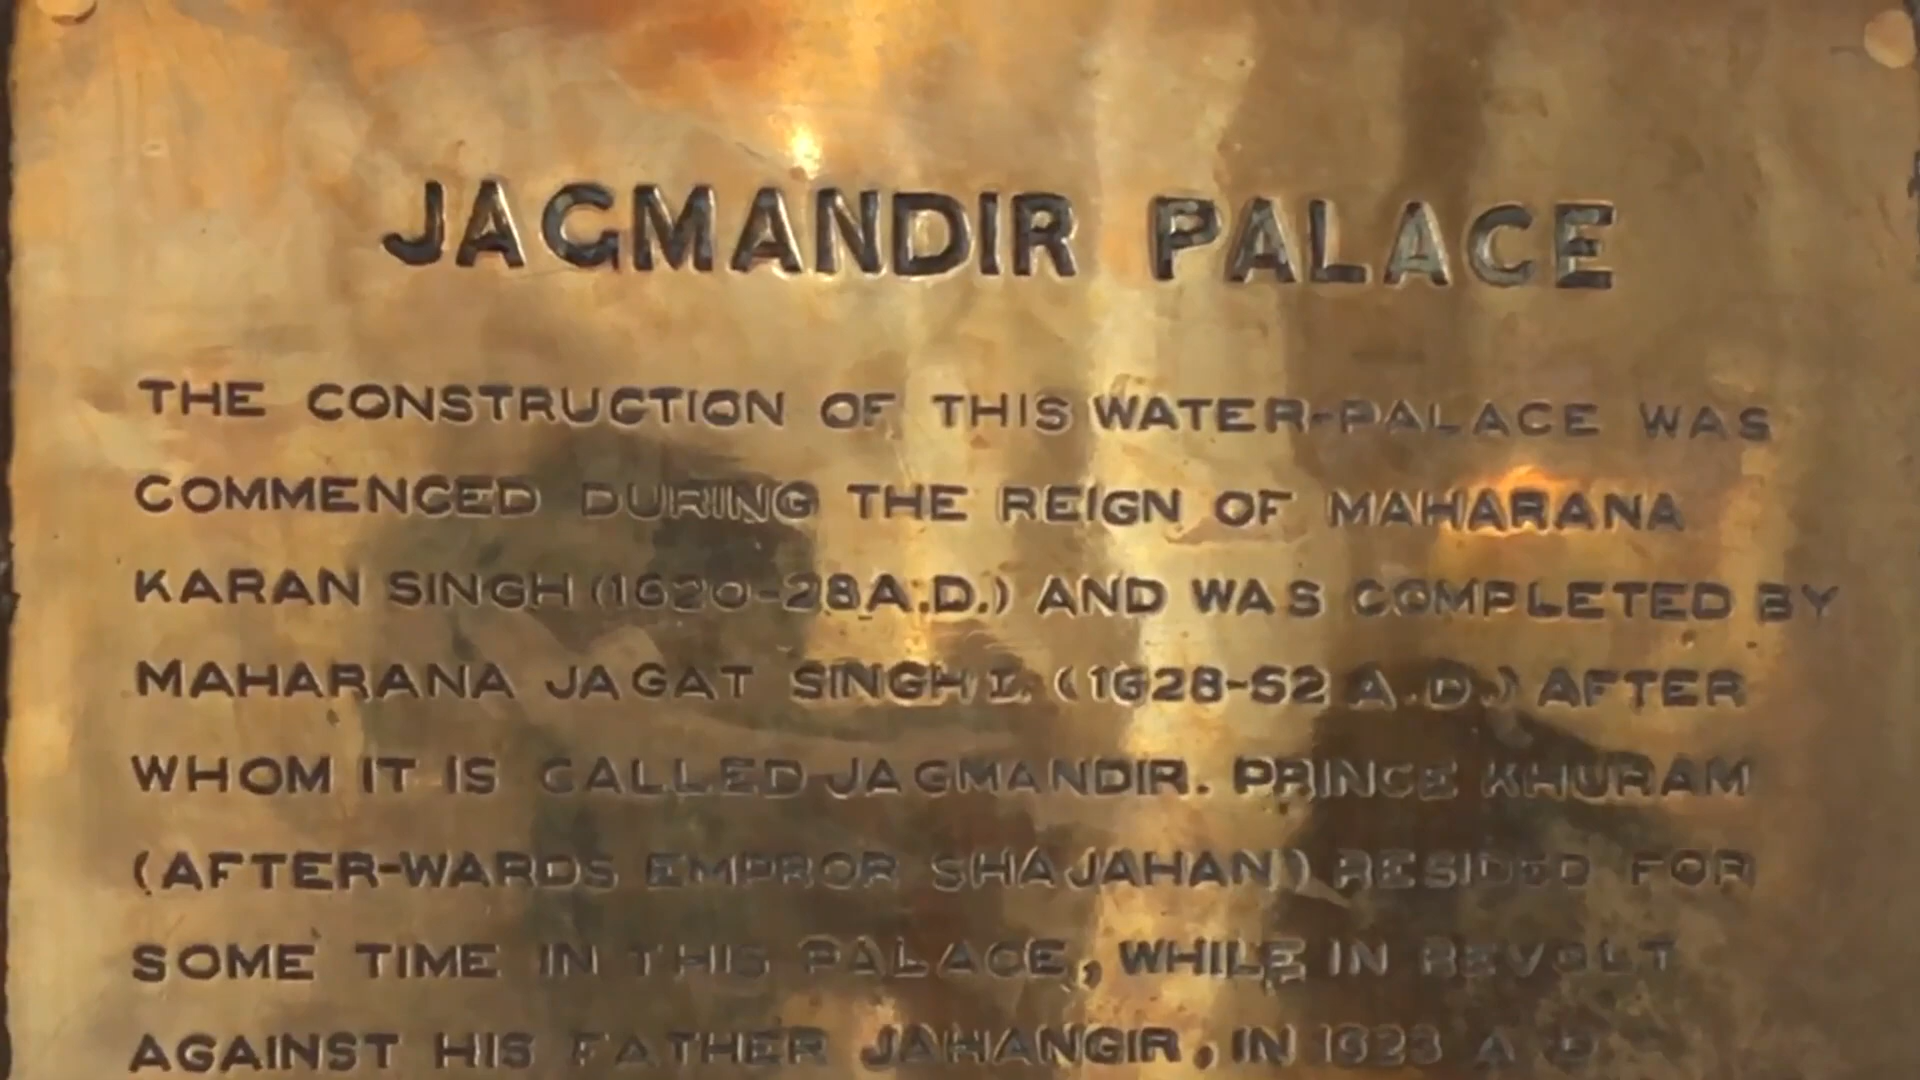 JAGMANDIR PALACE
THE CONSTRUCTION OF THIS WATER-PALACE WAS
COMMENCED DURING THE REIGN OF MAHARANA
KARAN SINGH (1620-28A.D.) AND WAS COMPLETED BY
MAHARANA JAGAT SINGH I. (1628-52 A.D.) AFTER
WHOM IT IS CALLED JAGMANDIR. PRINCE KHURAM
(AFTER-WARDS EMPROR SHAJAHAN) RESIDED FOR
SOME TIME IN THIS PALACE, WHILE IN REVOLT
AGAINST HIS FATHER JAHANGIR, IN 1623 A D